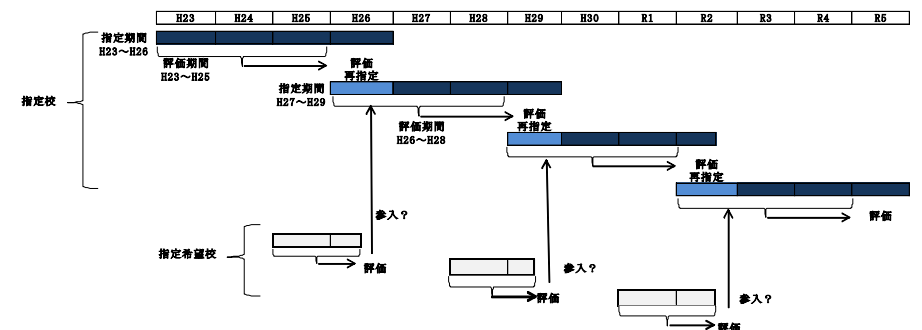 H23 H24 H25 H26 H27 H28 H29 H30 R1 R2 R3 R4 R5
指定期間
H23～H26
評価期間
H23～H25
評価
再指定
指定校
指定期間
H27～H29
評価期間
H26～H28
評価
再指定
評価
再指定
評価
参入？
指定希望校
評価
参入？
評価
参入？
評価